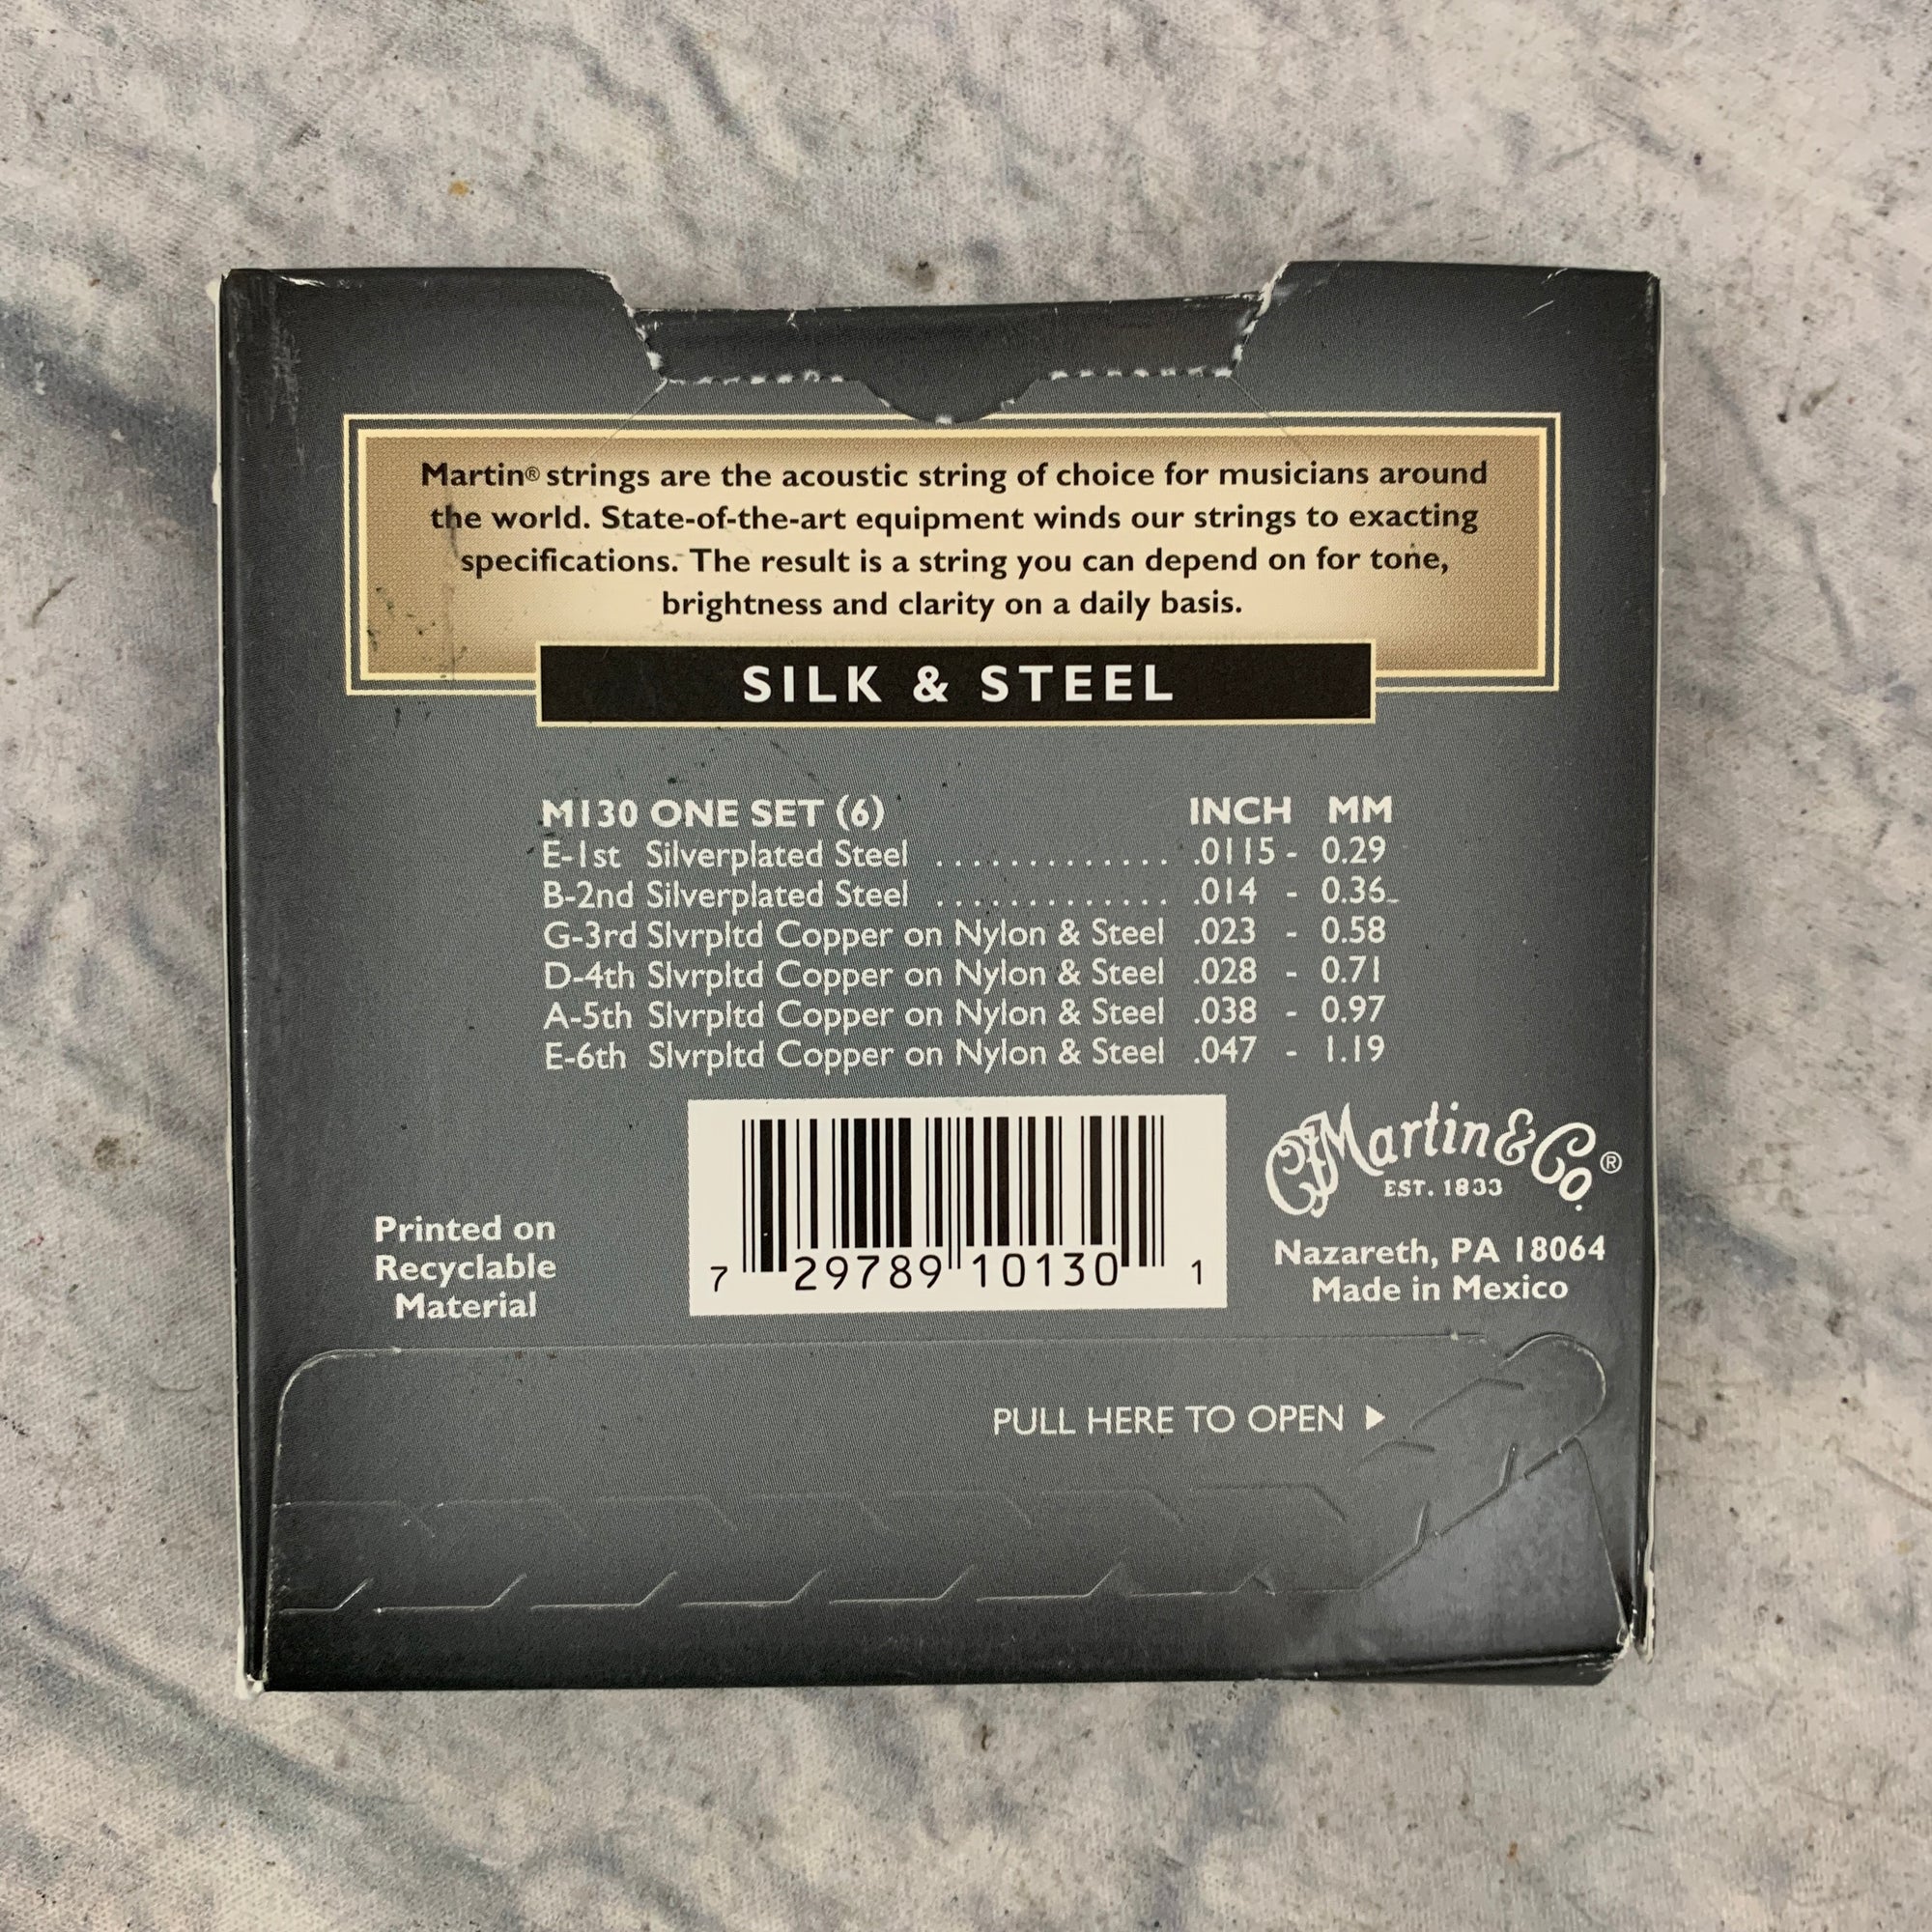 Martin® strings are the acoustic string of choice for musicians around
the world. State-of-the-art equipment winds our strings to exacting
specifications. The result is a string you can depend on for tone,
brightness and clarity on a daily basis.
SILK & STEEL
M130 ONE SET (6) INCH MM
E-1st Silverplated Steel ............. .0115 - 0.29
B-2nd Silverplated Steel ............. .014 - 0.36
G-3rd Slvrpltd Copper on Nylon & Steel .023 - 0.58
D-4th Slvrpltd Copper on Nylon & Steel .028 - 0.71
A-5th Slvrpltd Copper on Nylon & Steel .038 - 0.97
E-6th Slvrpltd Copper on Nylon & Steel .047 - 1.19
Printed on
Recyclable
Material
7 29789 10130 1
CF Martin & Co.®
EST. 1833
Nazareth, PA 18064
Made in Mexico
PULL HERE TO OPEN ▶